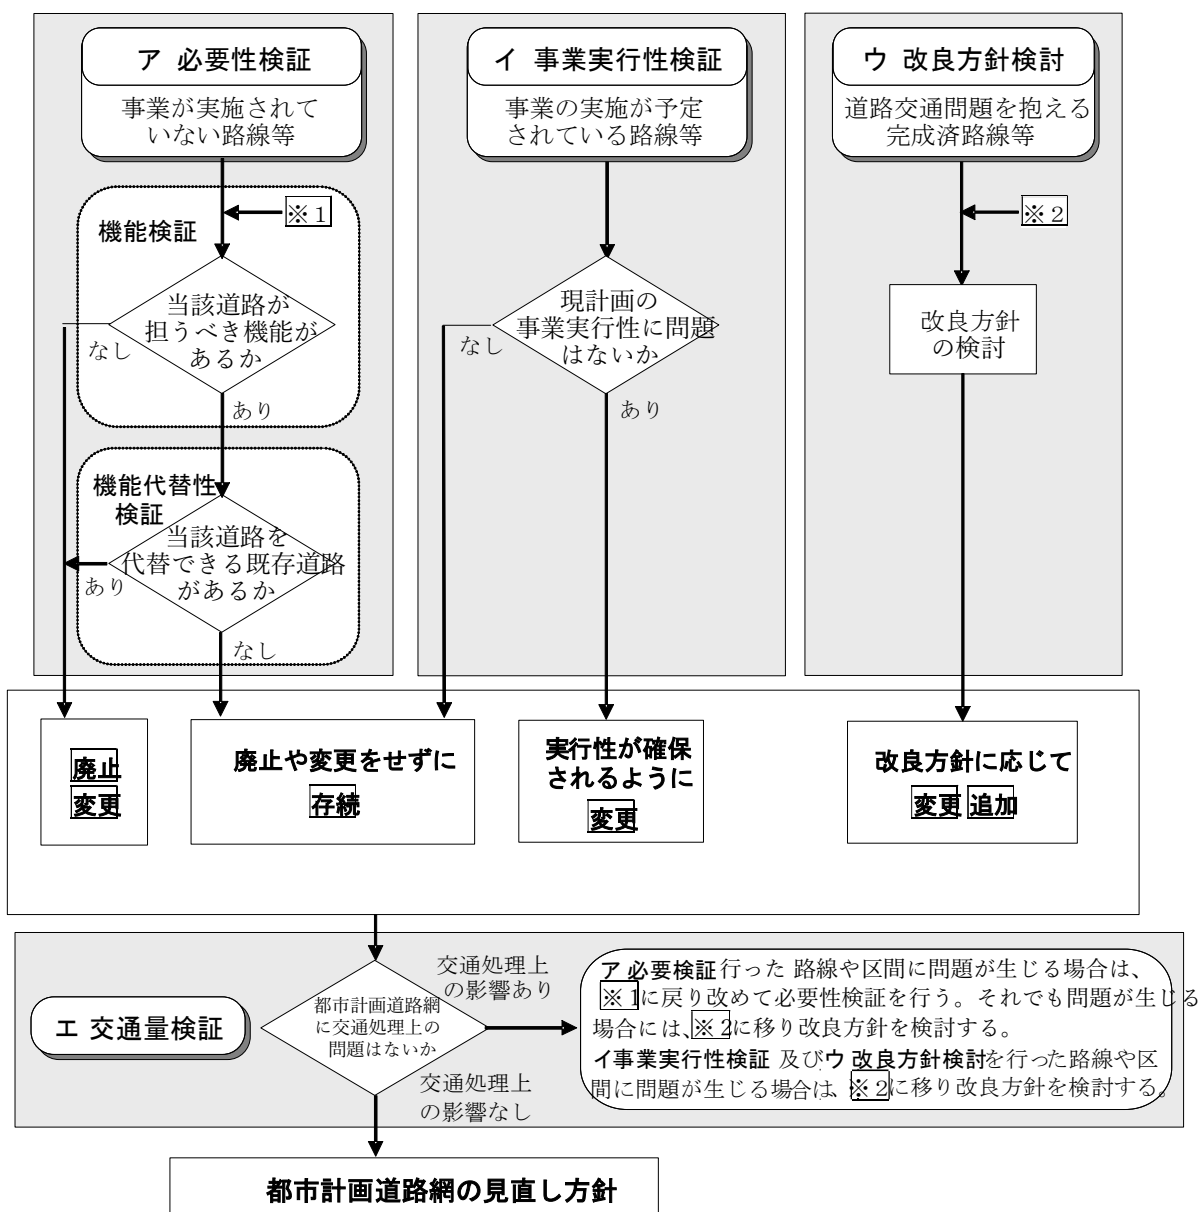 ア 必要性検証
事業が実施されて
いない路線等
※1
機能検証
当該道路が
担うべき機能が
あるか
なし
あり
機能代替性
検証
当該道路を
代替できる既存道路
があるか
あり
なし
イ 事業実行性検証
事業の実施が予定
されている路線等
現計画の
事業実行性に問題
はないか
なし
あり
ウ 改良方針検討
道路交通問題を抱える
完成済路線等
※2
改良方針
の検討
廃止
変更
廃止や変更をせずに
存続
実行性が確保
されるように
変更
改良方針に応じて
変更 追加
エ 交通量検証
都市計画道路網
に交通処理上の
問題はないか
交通処理上
の影響あり
交通処理上
の影響なし
ア 必要検証行った 路線や区間に問題が生じる場合は、
※1に戻り改めて必要性検証を行う。それでも問題が生じる
場合には、※2に移り改良方針を検討する。
イ事業実行性検証 及びウ 改良方針検討を行った路線や区
間に問題が生じる場合は、※2に移り改良方針を検討する。
都市計画道路網の見直し方針